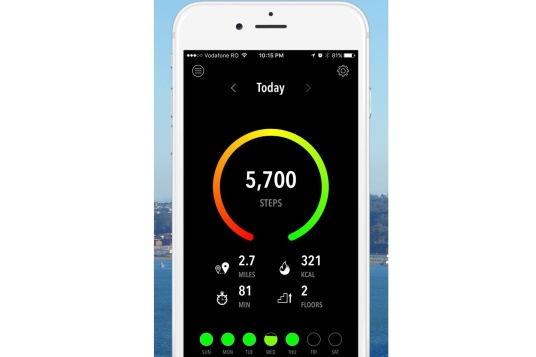 ●●●○○ Vodafone RO 10:15 PM 81%
Today
5,700
STEPS
2.7 321
MILES KCAL
81 2
MIN FLOORS
SUN MON TUE WED THU FRI SAT